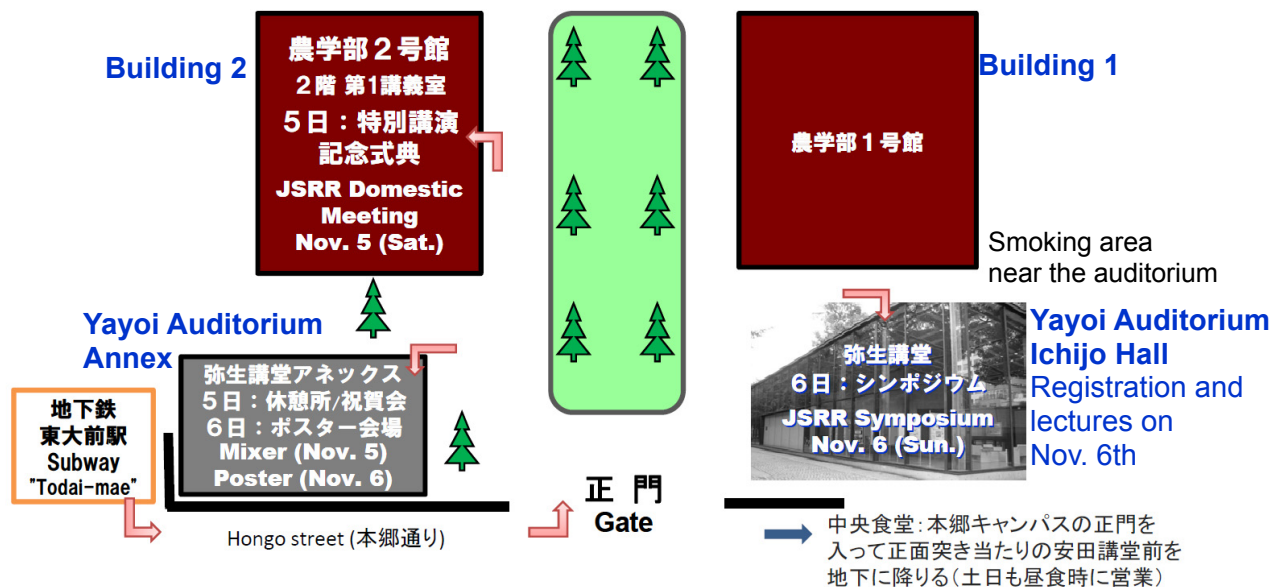 Building 2
農学部２号館
２階 第1講義室
５日：特別講演
記念式典
JSRR Domestic
Meeting
Nov. 5 (Sat.)
Building 1
農学部１号館
Smoking area
near the auditorium
Yayoi Auditorium
Annex
弥生講堂アネックス
５日：休憩所/祝賀会
６日：ポスター会場
Mixer (Nov. 5)
Poster (Nov. 6)
弥生講堂
６日：シンポジウム
JSRR Symposium
Nov. 6 (Sun.)
Yayoi Auditorium
Ichijo Hall
Registration and
lectures on
Nov. 6th
地下鉄
東大前駅
Subway
"Todai-mae"
Hongo street (本郷通り)
正 門
Gate
中央食堂：本郷キャンパスの正門を
入って正面突き当たりの安田講堂前を
地下に降りる（土日も昼食時に営業）